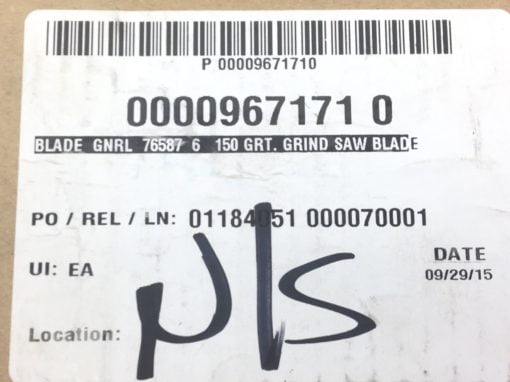 P 00009671710
0000967171 0
BLADE GNRL 76587 6 150 GRT. GRIND SAW BLADE
PO / REL / LN: 01184051 000070001
UI: EA
DATE
09/29/15
Location:
N/S